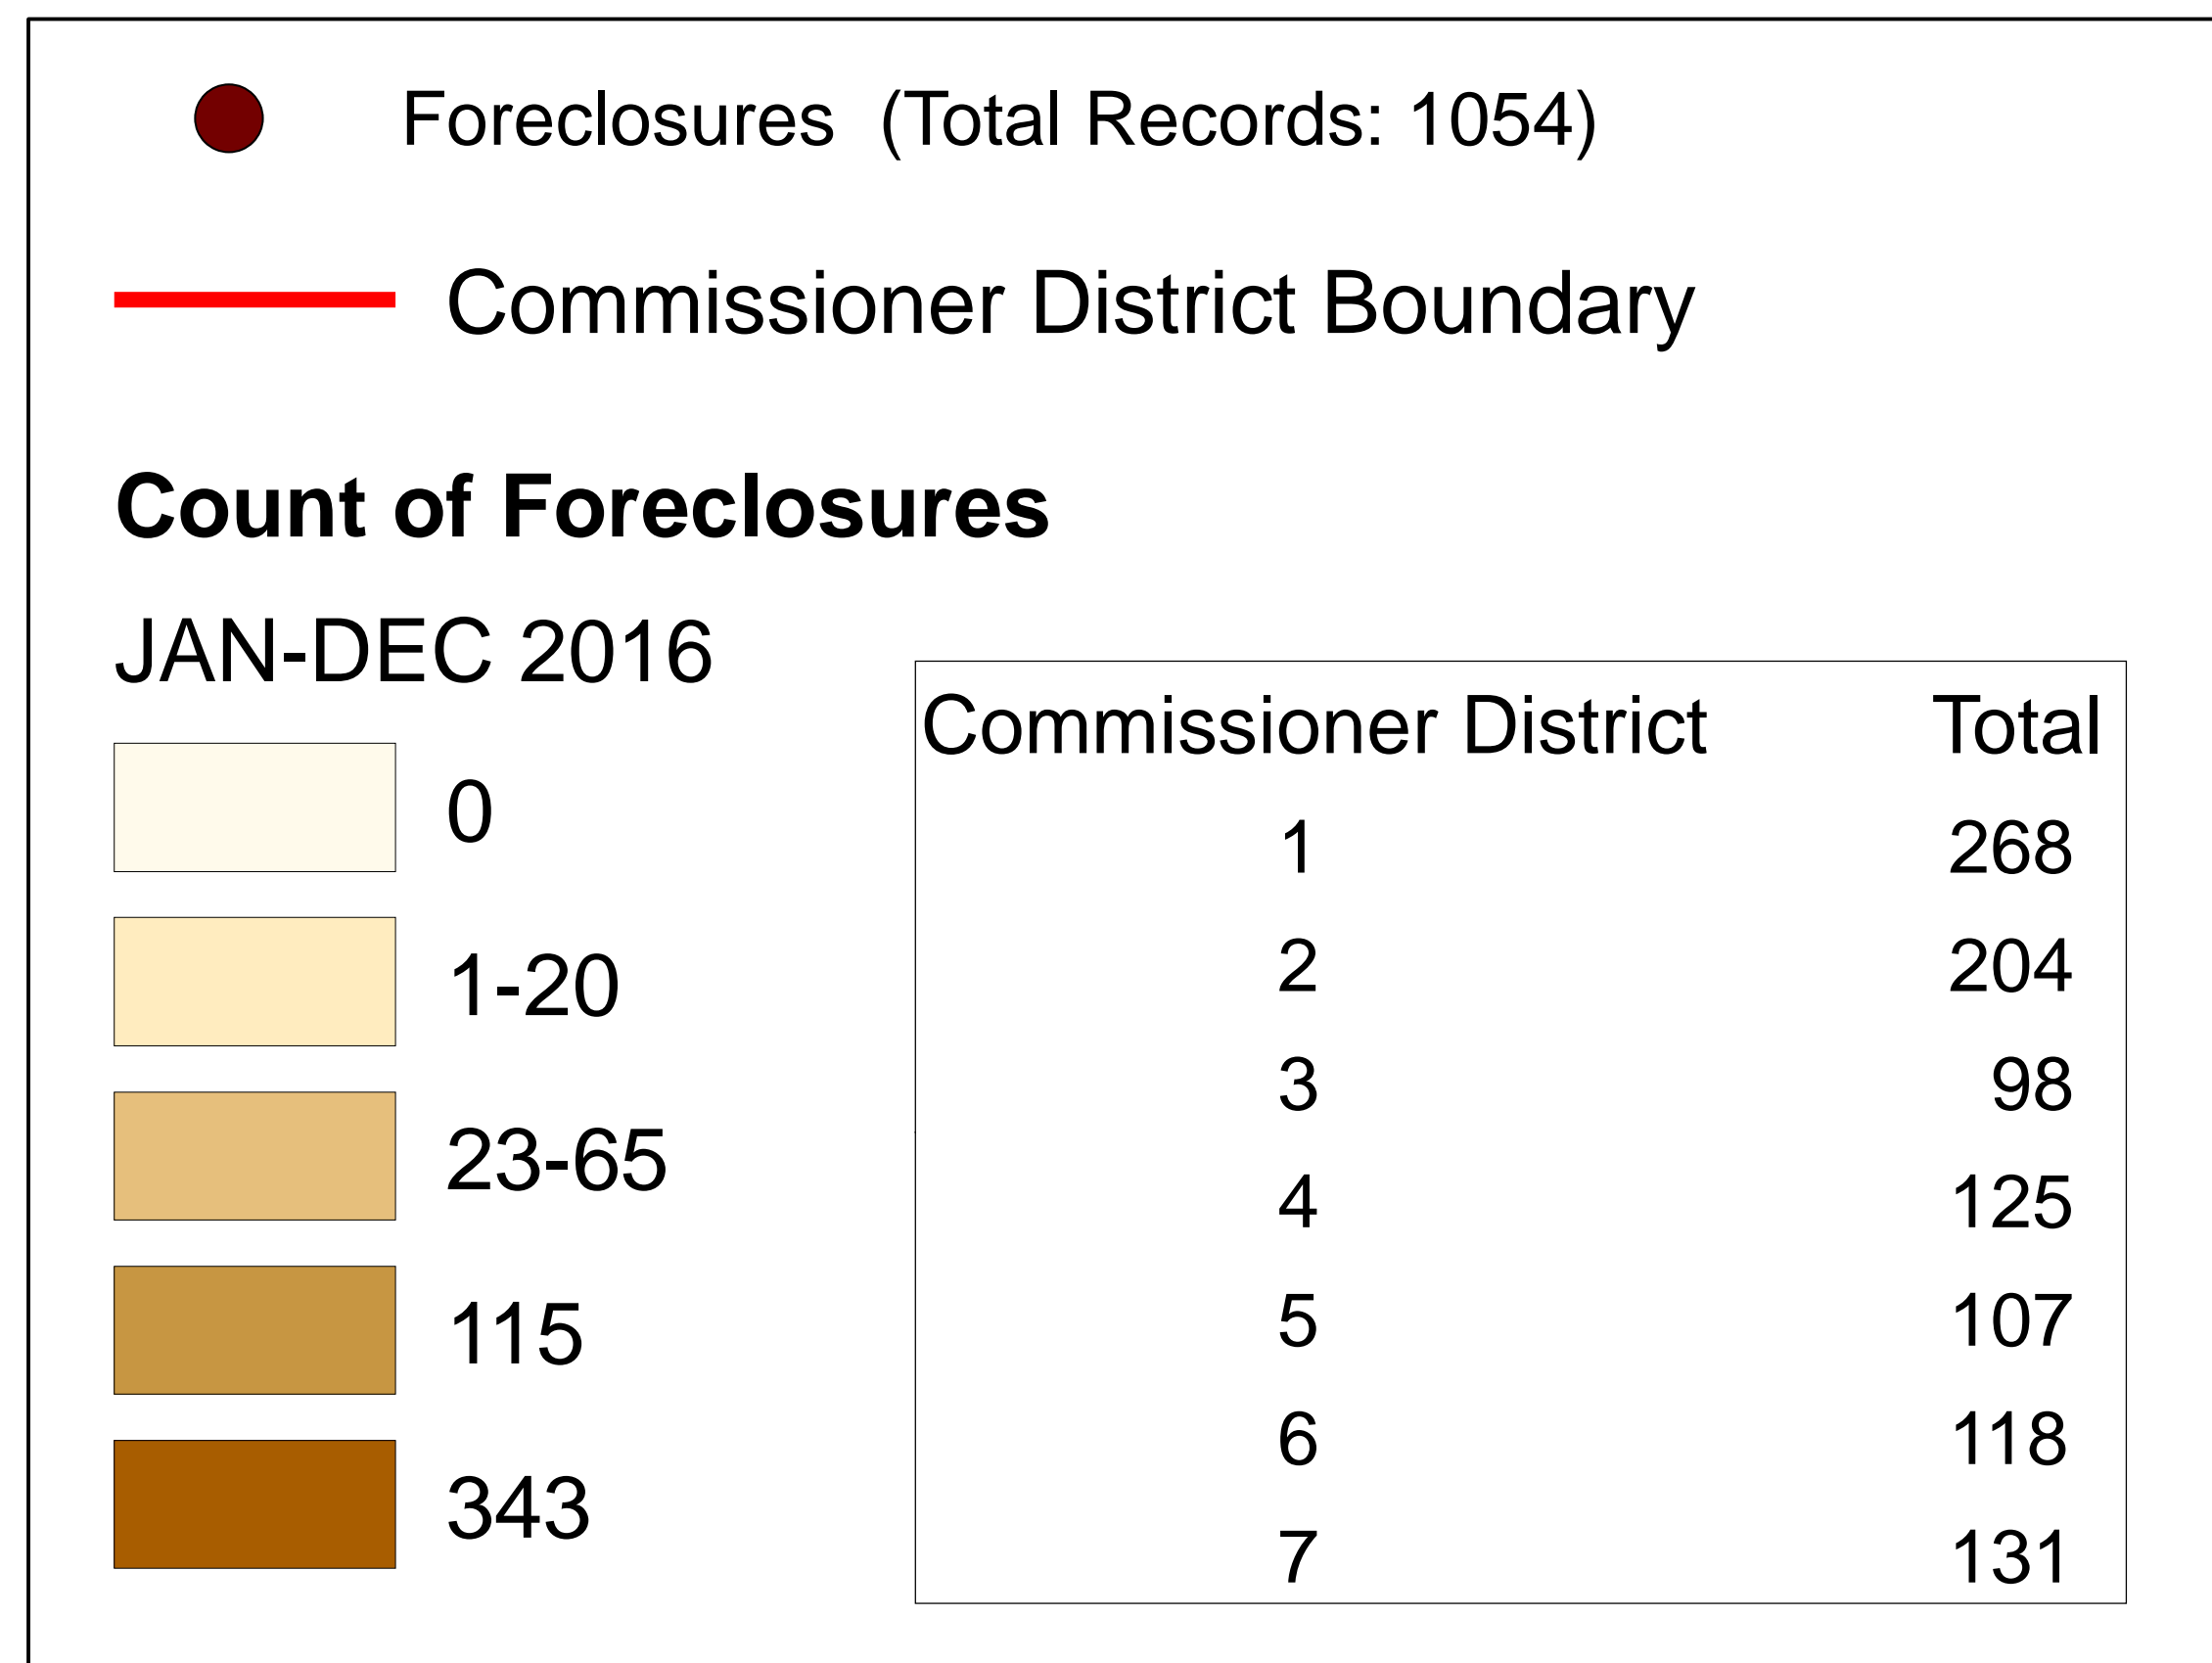 Foreclosures (Total Records: 1054)
Commissioner District Boundary
Count of Foreclosures
JAN-DEC 2016
0
1-20
23-65
115
343
Commissioner District Total
1 268
2 204
3 98
4 125
5 107
6 118
7 131